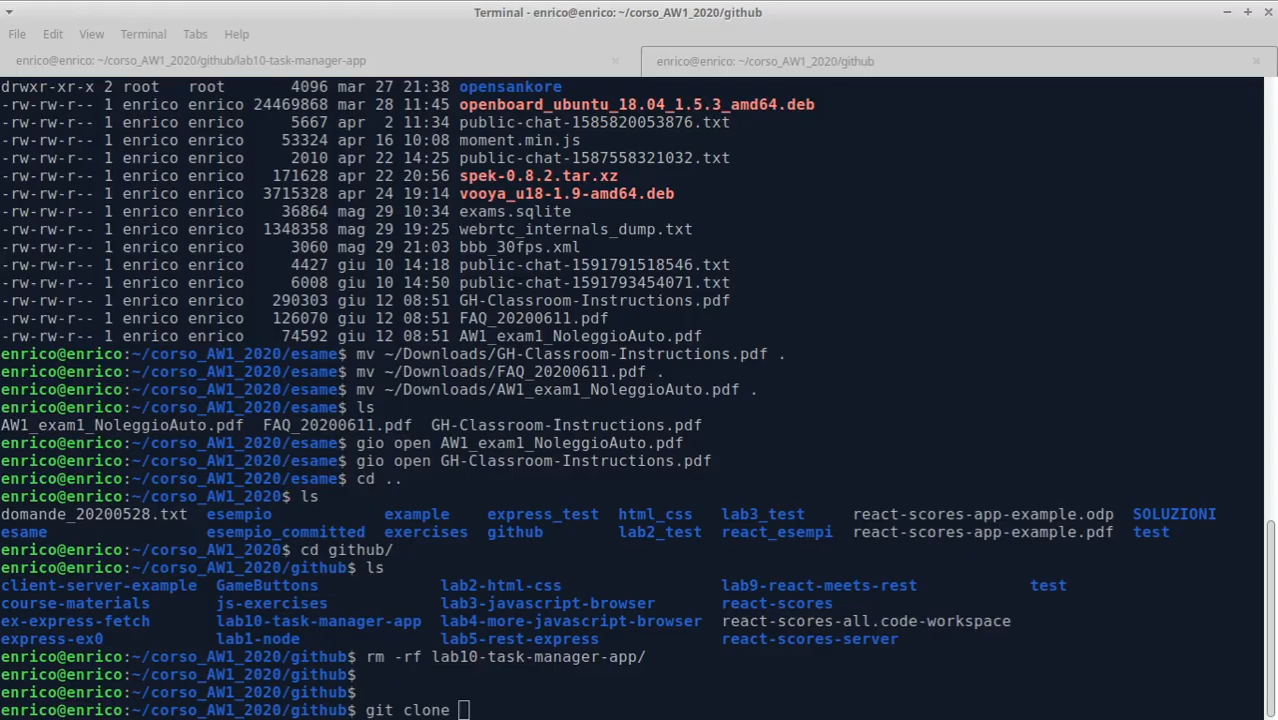 Terminal - enrico@enrico: ~/corso_AW1_2020/github
File Edit View Terminal Tabs Help
enrico@enrico: ~/corso_AW1_2020/github/lab10-task-manager-app
enrico@enrico: ~/corso_AW1_2020/github
drwxr-xr-x 2 root   root       4096 mar 27 21:38 opensankore
-rw-rw-r-- 1 enrico enrico 24469868 mar 28 11:45 openboard_ubuntu_18.04_1.5.3_amd64.deb
-rw-rw-r-- 1 enrico enrico     5667 apr  2 11:34 public-chat-1585820053876.txt
-rw-rw-r-- 1 enrico enrico    53324 apr 16 10:08 moment.min.js
-rw-rw-r-- 1 enrico enrico     2010 apr 22 14:25 public-chat-1587558321032.txt
-rw-rw-r-- 1 enrico enrico   171628 apr 22 20:56 spek-0.8.2.tar.xz
-rw-rw-r-- 1 enrico enrico  3715328 apr 24 19:14 vooya_u18-1.9-amd64.deb
-rw-rw-r-- 1 enrico enrico    36864 mag 29 10:34 exams.sqlite
-rw-rw-r-- 1 enrico enrico  1348358 mag 29 19:25 webrtc_internals_dump.txt
-rw-rw-r-- 1 enrico enrico     3060 mag 29 21:03 bbb_30fps.xml
-rw-rw-r-- 1 enrico enrico     4427 giu 10 14:18 public-chat-1591791518546.txt
-rw-rw-r-- 1 enrico enrico     6008 giu 10 14:50 public-chat-1591793454071.txt
-rw-rw-r-- 1 enrico enrico   290303 giu 12 08:51 GH-Classroom-Instructions.pdf
-rw-rw-r-- 1 enrico enrico   126070 giu 12 08:51 FAQ_20200611.pdf
-rw-rw-r-- 1 enrico enrico    74592 giu 12 08:51 AW1_exam1_NoleggioAuto.pdf
enrico@enrico:~/corso_AW1_2020/esame$ mv ~/Downloads/GH-Classroom-Instructions.pdf .
enrico@enrico:~/corso_AW1_2020/esame$ mv ~/Downloads/FAQ_20200611.pdf .
enrico@enrico:~/corso_AW1_2020/esame$ mv ~/Downloads/AW1_exam1_NoleggioAuto.pdf .
enrico@enrico:~/corso_AW1_2020/esame$ ls
AW1_exam1_NoleggioAuto.pdf  FAQ_20200611.pdf  GH-Classroom-Instructions.pdf
enrico@enrico:~/corso_AW1_2020/esame$ gio open AW1_exam1_NoleggioAuto.pdf
enrico@enrico:~/corso_AW1_2020/esame$ gio open GH-Classroom-Instructions.pdf
enrico@enrico:~/corso_AW1_2020/esame$ cd ..
enrico@enrico:~/corso_AW1_2020$ ls
domande_20200528.txt  esempio            example    express_test  html_css    lab3_test      react-scores-app-example.odp  SOLUZIONI
esame                 esempio_committed  exercises  github        lab2_test   react_esempi   react-scores-app-example.pdf  test
enrico@enrico:~/corso_AW1_2020$ cd github/
enrico@enrico:~/corso_AW1_2020/github$ ls
client-server-example  GameButtons             lab2-html-css                 lab9-react-meets-rest            test
course-materials       js-exercises            lab3-javascript-browser       react-scores
ex-express-fetch       lab10-task-manager-app  lab4-more-javascript-browser  react-scores-all.code-workspace
express-ex0            lab1-node               lab5-rest-express             react-scores-server
enrico@enrico:~/corso_AW1_2020/github$ rm -rf lab10-task-manager-app/
enrico@enrico:~/corso_AW1_2020/github$
enrico@enrico:~/corso_AW1_2020/github$
enrico@enrico:~/corso_AW1_2020/github$ git clone